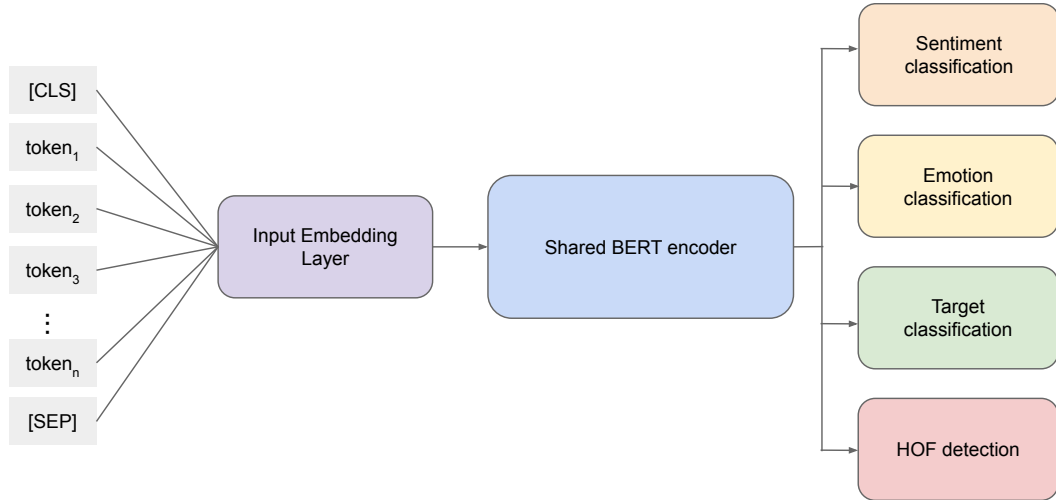 [CLS]
token1
token2
token3
⋮
tokenn
[SEP]
Input Embedding
Layer
Shared BERT encoder
Sentiment
classification
Emotion
classification
Target
classification
HOF detection